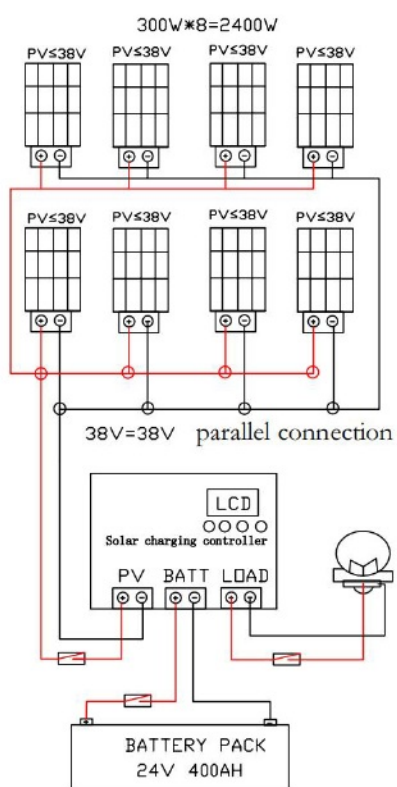 300W*8=2400W
PV≤38V PV≤38V PV≤38V PV≤38V
PV≤38V PV≤38V PV≤38V PV≤38V
38V=38V parallel connection
LCD
Solar charging controller
PV BATT LOAD
BATTERY PACK
24V 400AH